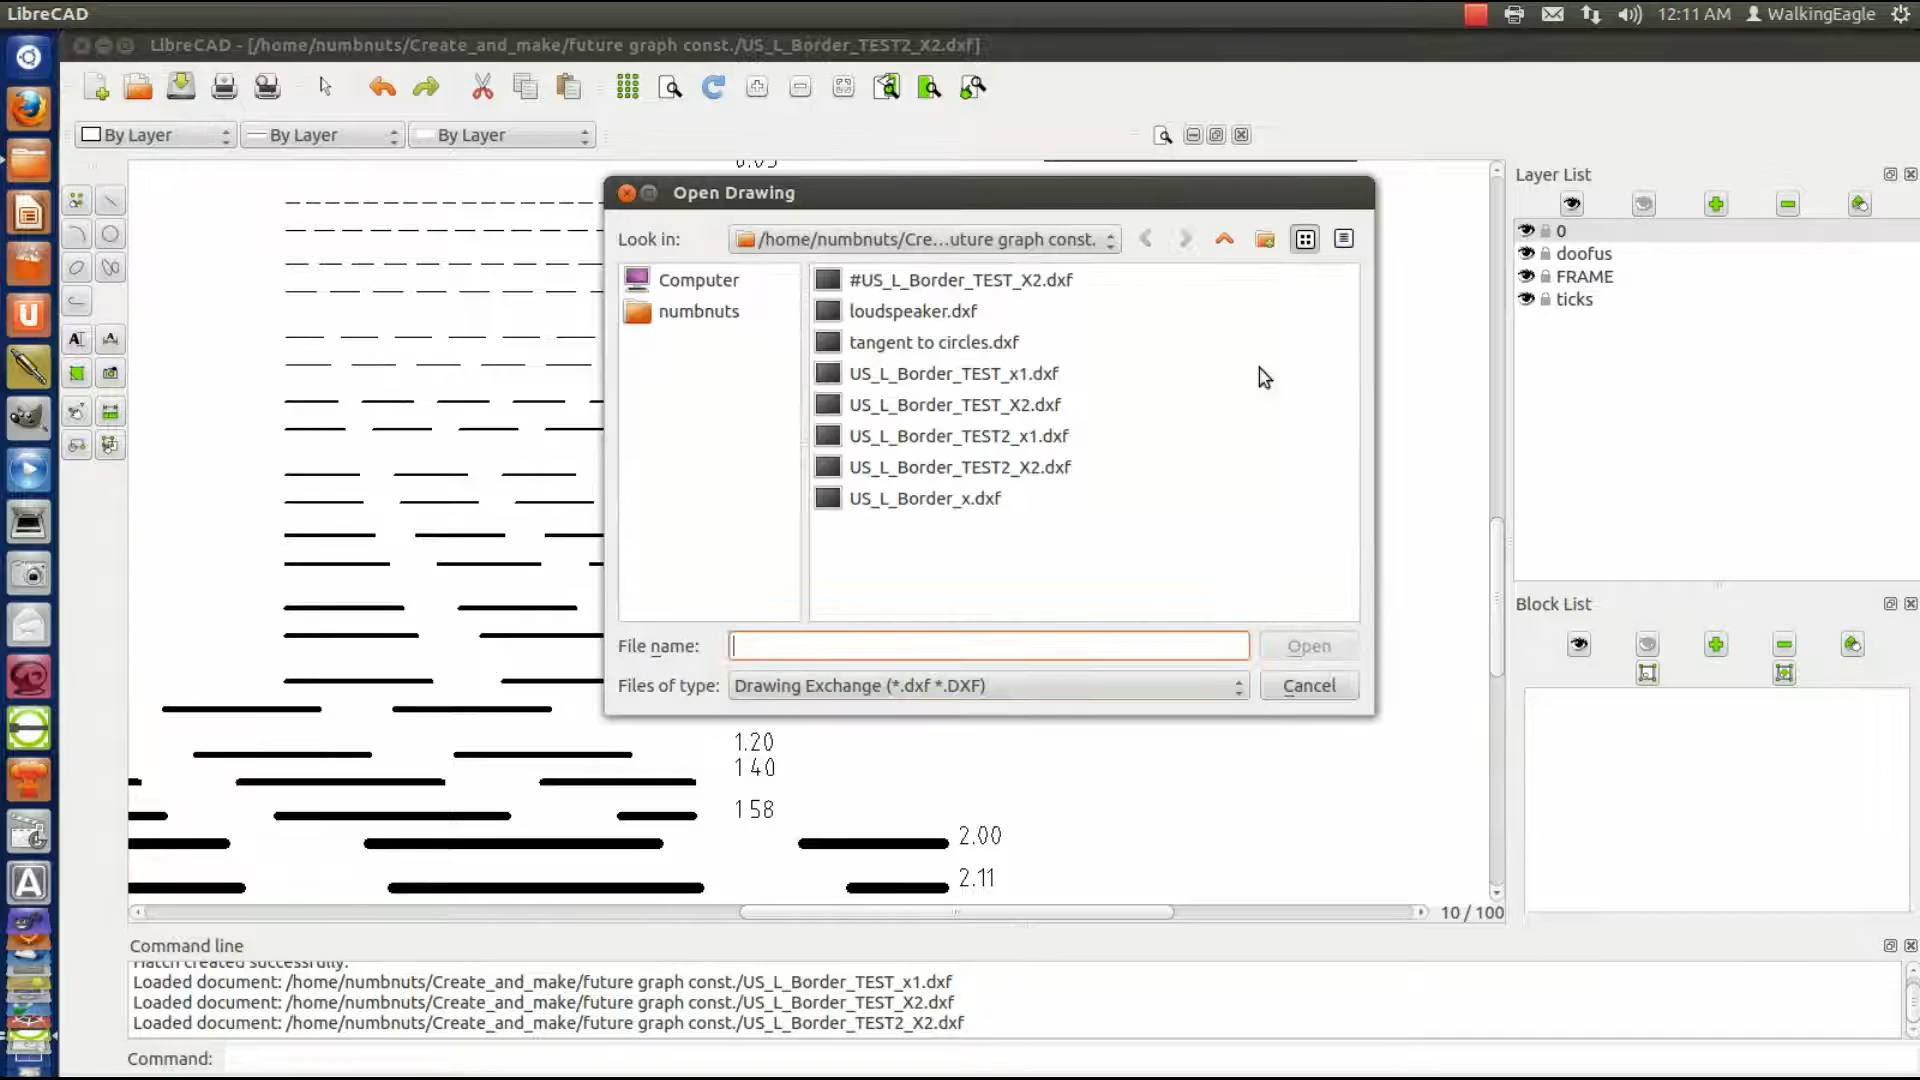 LibreCAD
12:11 AM
WalkingEagle
LibreCAD - [/home/numbnuts/Create_and_make/future graph const./US_L_Border_TEST2_X2.dxf]
By Layer
By Layer
By Layer
Open Drawing
Look in:
/home/numbnuts/Cre...uture graph const.
Computer
numbnuts
#US_L_Border_TEST_X2.dxf
loudspeaker.dxf
tangent to circles.dxf
US_L_Border_TEST_x1.dxf
US_L_Border_TEST_X2.dxf
US_L_Border_TEST2_x1.dxf
US_L_Border_TEST2_X2.dxf
US_L_Border_x.dxf
File name:
Open
Files of type:
Drawing Exchange (*.dxf *.DXF)
Cancel
1.20
1 40
1 58
2.00
2.11
Layer List
0
doofus
FRAME
ticks
Block List
10 / 100
Command line
Hatch created successfully.
Loaded document: /home/numbnuts/Create_and_make/future graph const./US_L_Border_TEST_x1.dxf
Loaded document: /home/numbnuts/Create_and_make/future graph const./US_L_Border_TEST_X2.dxf
Loaded document: /home/numbnuts/Create_and_make/future graph const./US_L_Border_TEST2_X2.dxf
Command: